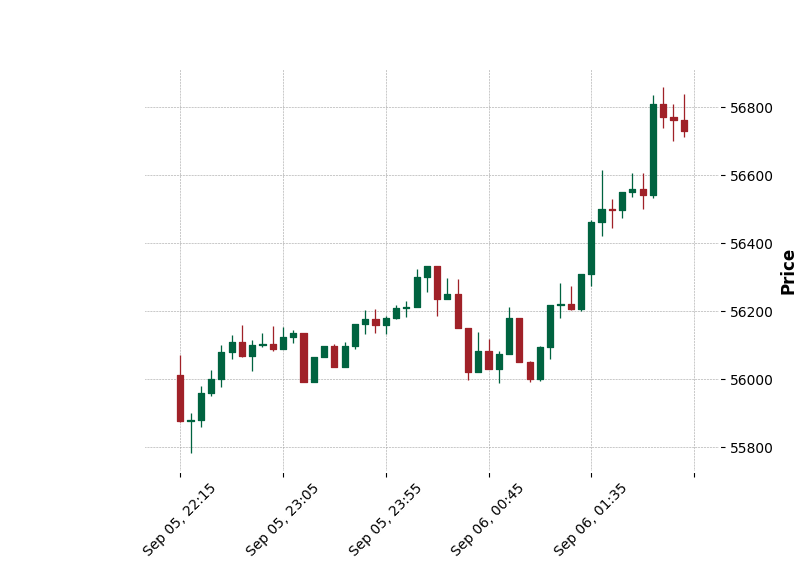 56800
56600
56400
56200
56000
55800
Price
Sep 05, 22:15
Sep 05, 23:05
Sep 05, 23:55
Sep 06, 00:45
Sep 06, 01:35